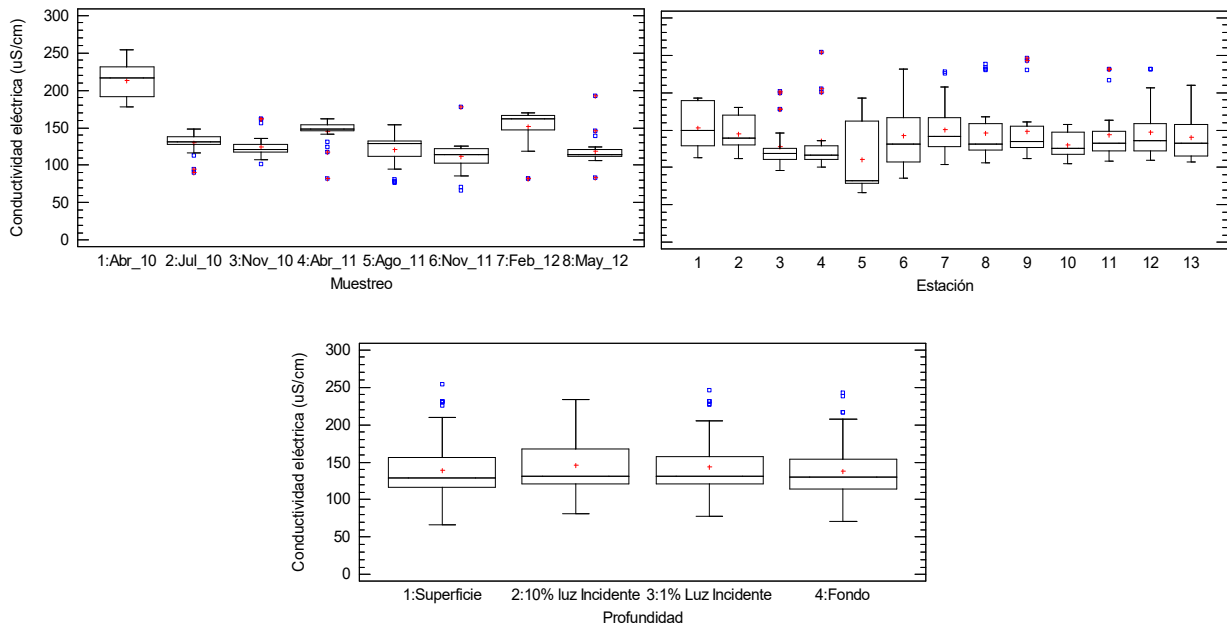 Conductividad eléctrica (uS/cm)
300
250
200
150
100
50
0
1:Abr_10 2:Jul_10 3:Nov_10 4:Abr_11 5:Ago_11 6:Nov_11 7:Feb_12 8:May_12
Muestreo
1 2 3 4 5 6 7 8 9 10 11 12 13
Estación
Conductividad eléctrica (uS/cm)
300
250
200
150
100
50
0
1:Superficie 2:10% luz Incidente 3:1% Luz Incidente 4:Fondo
Profundidad